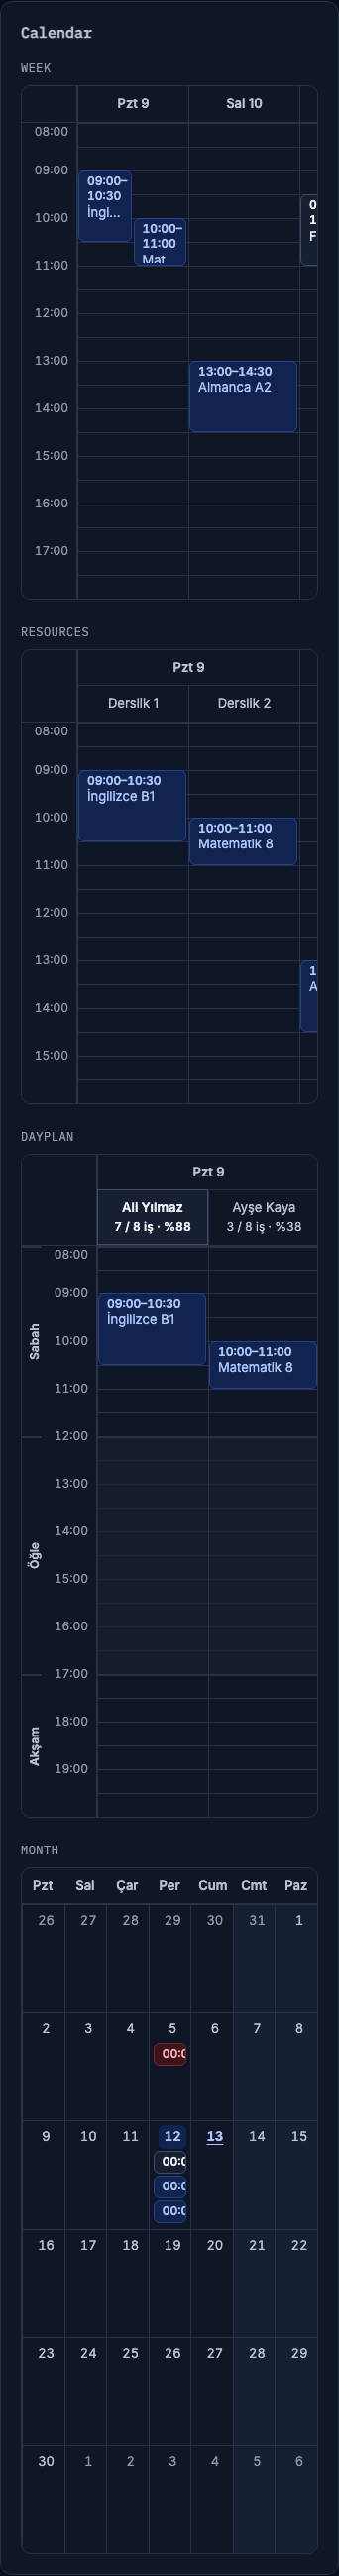 Calendar
WEEK
Pzt 9 Sal 10
08:00
09:00
10:00
11:00
12:00
13:00
14:00
15:00
16:00
17:00
09:00–
10:30
İngi...
10:00–
11:00
Mat
13:00–14:30
Almanca A2
RESOURCES
Pzt 9
Derslik 1 Derslik 2
08:00
09:00
10:00
11:00
12:00
13:00
14:00
15:00
09:00–10:30
İngilizce B1
10:00–11:00
Matematik 8
DAYPLAN
Pzt 9
Ali Yılmaz Ayşe Kaya
7 / 8 iş · %88 3 / 8 iş · %38
Sabah
Öğle
Akşam
08:00
09:00
10:00
11:00
12:00
13:00
14:00
15:00
16:00
17:00
18:00
19:00
09:00–10:30
İngilizce B1
10:00–11:00
Matematik 8
MONTH
Pzt Sal Çar Per Cum Cmt Paz
26 27 28 29 30 31 1
2 3 4 5 6 7 8
9 10 11 12 13 14 15
16 17 18 19 20 21 22
23 24 25 26 27 28 29
30 1 2 3 4 5 6